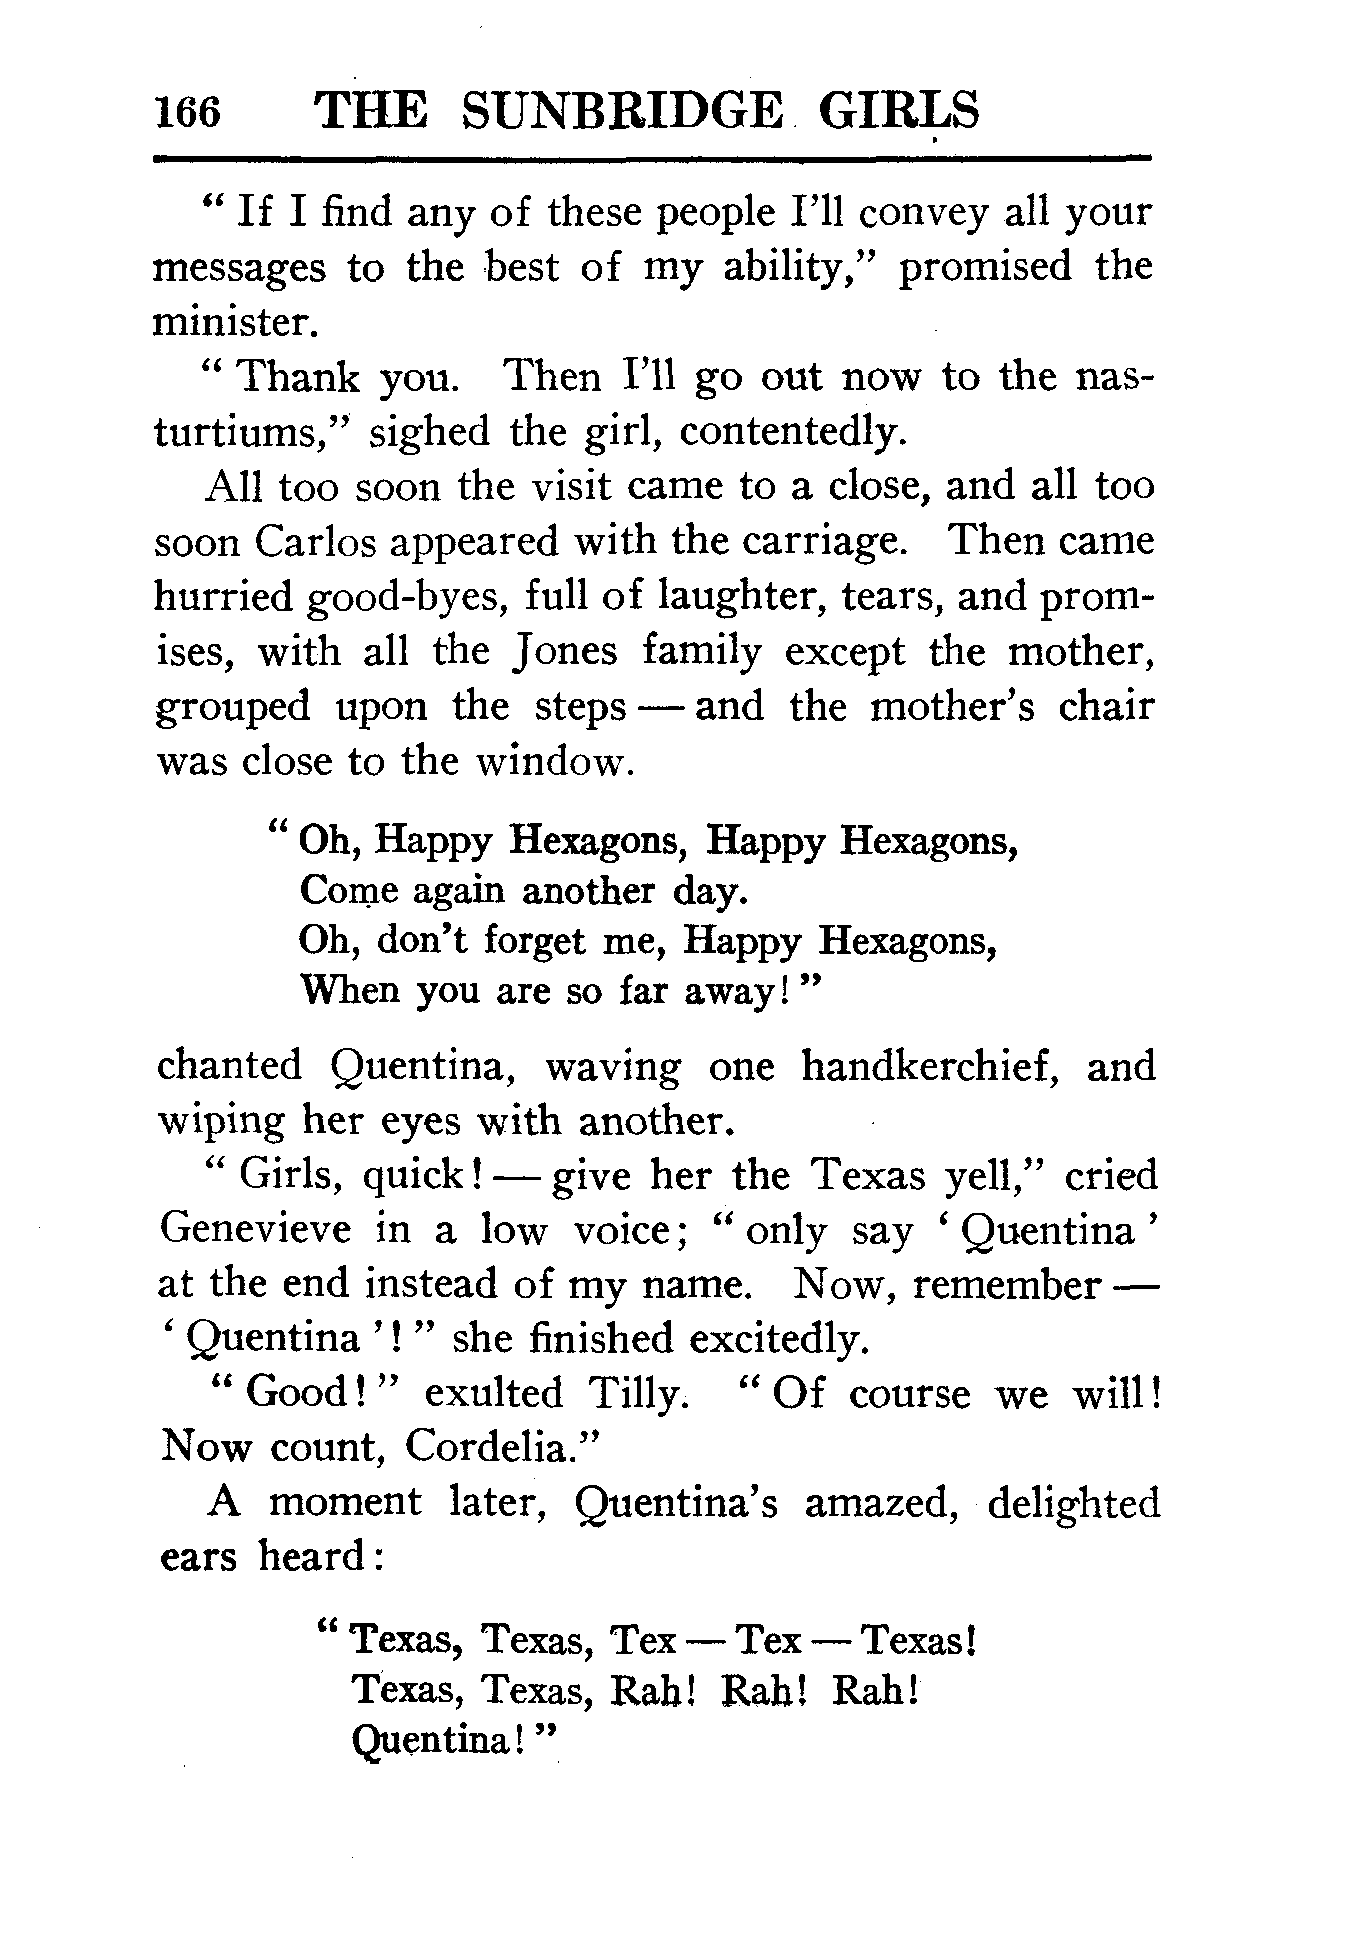 166 THE SUNBRIDGE GIRLS
“ If I find any of these people I’ll convey all your
messages to the best of my ability,” promised the
minister.
“ Thank you. Then I’ll go out now to the nas-
turtiums,” sighed the girl, contentedly.
All too soon the visit came to a close, and all too
soon Carlos appeared with the carriage. Then came
hurried good-byes, full of laughter, tears, and prom-
ises, with all the Jones family except the mother,
grouped upon the steps — and the mother’s chair
was close to the window.
“ Oh, Happy Hexagons, Happy Hexagons,
Come again another day.
Oh, don’t forget me, Happy Hexagons,
When you are so far away! ”
chanted Quentina, waving one handkerchief, and
wiping her eyes with another.
“ Girls, quick! — give her the Texas yell,” cried
Genevieve in a low voice; “ only say ‘ Quentina ’
at the end instead of my name. Now, remember —
‘ Quentina ’! ” she finished excitedly.
“ Good! ” exulted Tilly. “ Of course we will!
Now count, Cordelia.”
A moment later, Quentina’s amazed, delighted
ears heard:
“ Texas, Texas, Tex — Tex — Texas!
Texas, Texas, Rah! Rah! Rah!
Quentina! ”